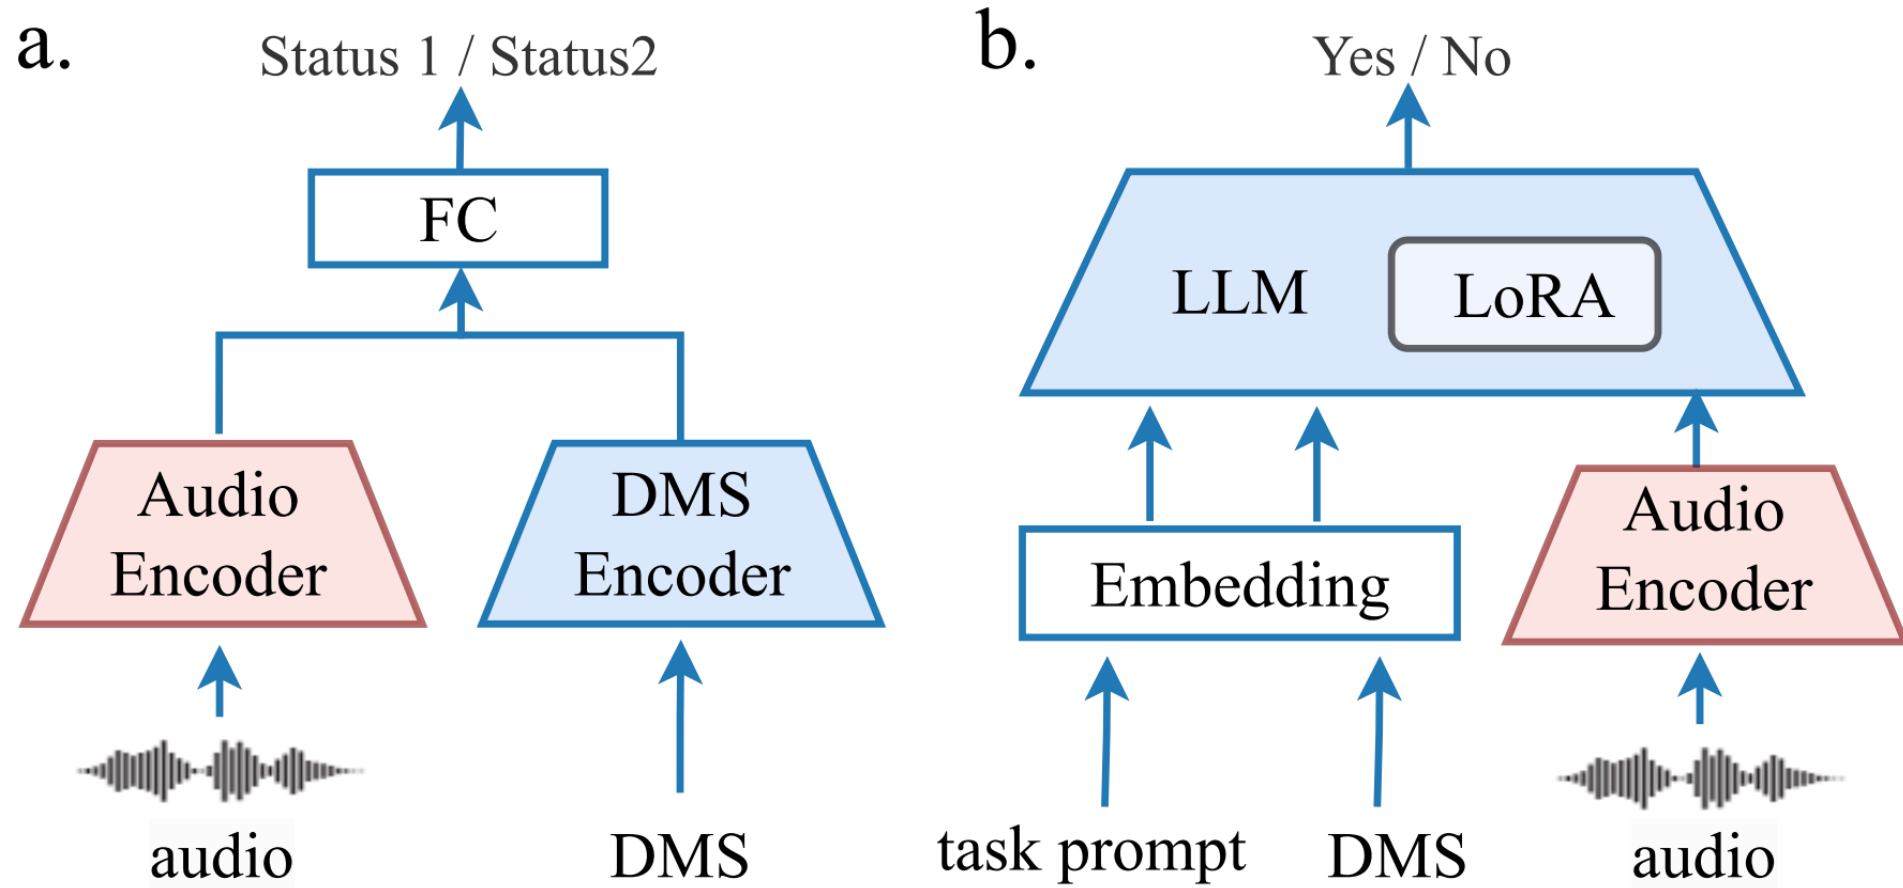 a.
Status 1 / Status2
FC
Audio
Encoder
DMS
Encoder
audio
DMS
b.
Yes / No
LLM
LoRA
Embedding
Audio
Encoder
task prompt
DMS
audio